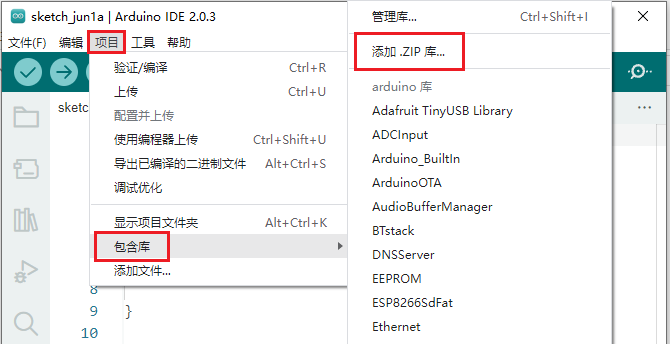 sketch_jun1a | Arduino IDE 2.0.3
文件(F) 编辑 项目 工具 帮助
sketc
验证/编译 Ctrl+R
上传 Ctrl+U
配置并上传
使用编程器上传 Ctrl+Shift+U
导出已编译的二进制文件 Alt+Ctrl+S
调试优化
显示项目文件夹 Alt+Ctrl+K
包含库
添加文件...
8
9 }
10
管理库... Ctrl+Shift+I
添加 .ZIP 库...
arduino 库
Adafruit TinyUSB Library
ADCInput
Arduino_BuiltIn
ArduinoOTA
AudioBufferManager
BTstack
DNSServer
EEPROM
ESP8266SdFat
Ethernet